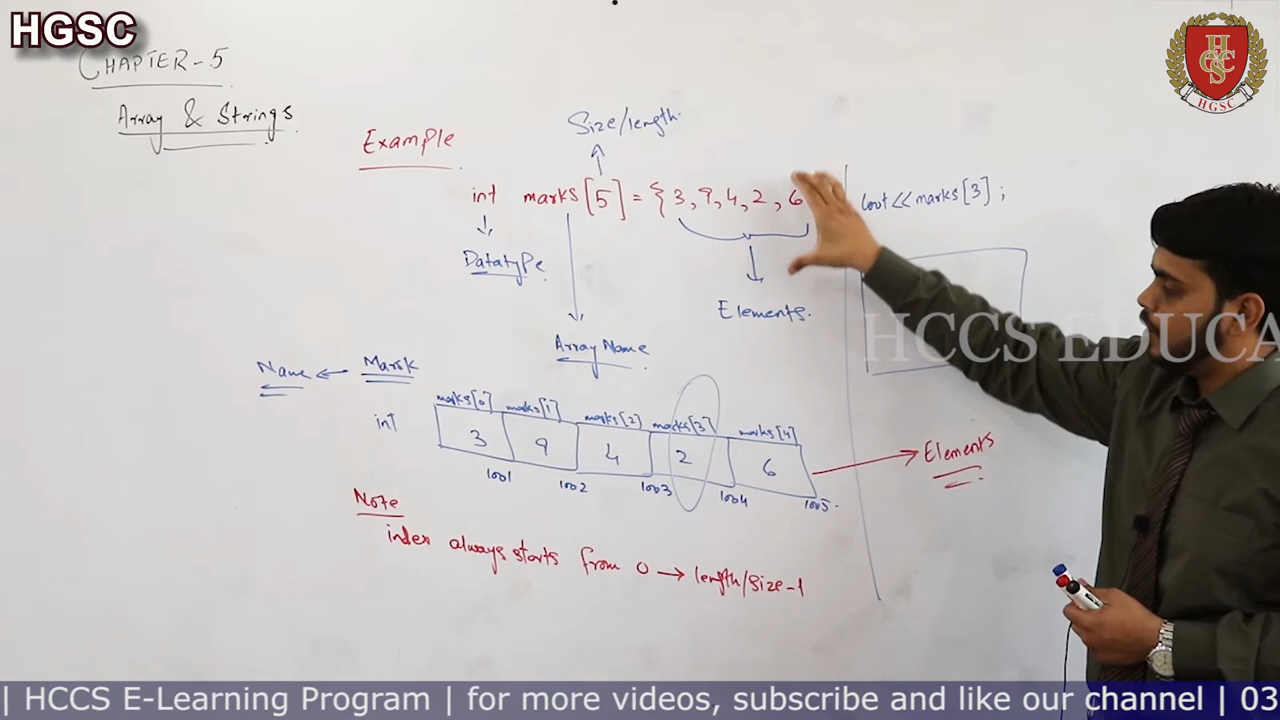 HGSC
CHAPTER-5
Array & Strings
HGSC
Example
Size/length
int marks[5] = {3, 9, 4, 2, 6
cout<<marks[3];
Datatype
Elements.
Array Name
HCCS EDUCA
Name ← Marsk
int
marks[0] marks[1] marks[2] marks[3] marks[4]
3 9 4 2 6
1001 1002 1003 1004 1005.
Elements
Note
index always starts from 0 → length/size-1
| HCCS E-Learning Program | for more videos, subscribe and like our channel | 03